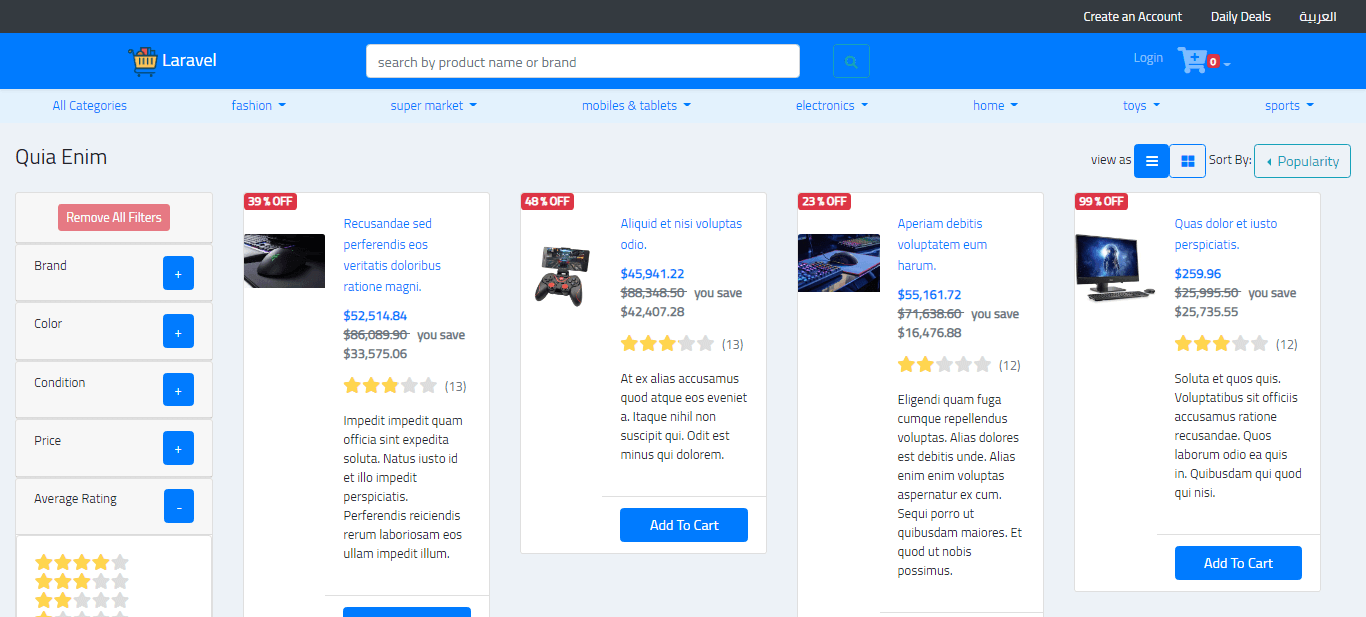 Create an Account Daily Deals العربية
Laravel search by product name or brand Login 0
All Categories fashion super market mobiles & tablets electronics home toys sports
Quia Enim
view as Sort By: Popularity
Remove All Filters
Brand +
Color +
Condition +
Price +
Average Rating -
39 % OFF
Recusandae sed
perferendis eos
veritatis doloribus
ratione magni.
$52,514.84
$86,089.90 you save
$33,575.06
(13)
Impedit impedit quam
officia sint expedita
soluta. Natus iusto id
et illo impedit
perspiciatis.
Perferendis reiciendis
rerum laboriosam eos
ullam impedit illum.
48 % OFF
Aliquid et nisi voluptas
odio.
$45,941.22
$88,348.50 you save
$42,407.28
(13)
At ex alias accusamus
quod atque eos eveniet
a. Itaque nihil non
suscipit qui. Odit est
minus qui dolorem.
Add To Cart
23 % OFF
Aperiam debitis
voluptatem eum
harum.
$55,161.72
$71,638.60 you save
$16,476.88
(12)
Eligendi quam fuga
cumque repellendus
voluptas. Alias dolores
est debitis unde. Alias
enim enim voluptas
aspernatur ex cum.
Sequi porro ut
quibusdam maiores. Et
quod ut nobis
possimus.
99 % OFF
Quas dolor et iusto
perspiciatis.
$259.96
$25,995.50 you save
$25,735.55
(12)
Soluta et quos quis.
Voluptatibus sit officiis
accusamus ratione
recusandae. Quos
laborum odio ea quis
in. Quibusdam qui quod
qui nisi.
Add To Cart